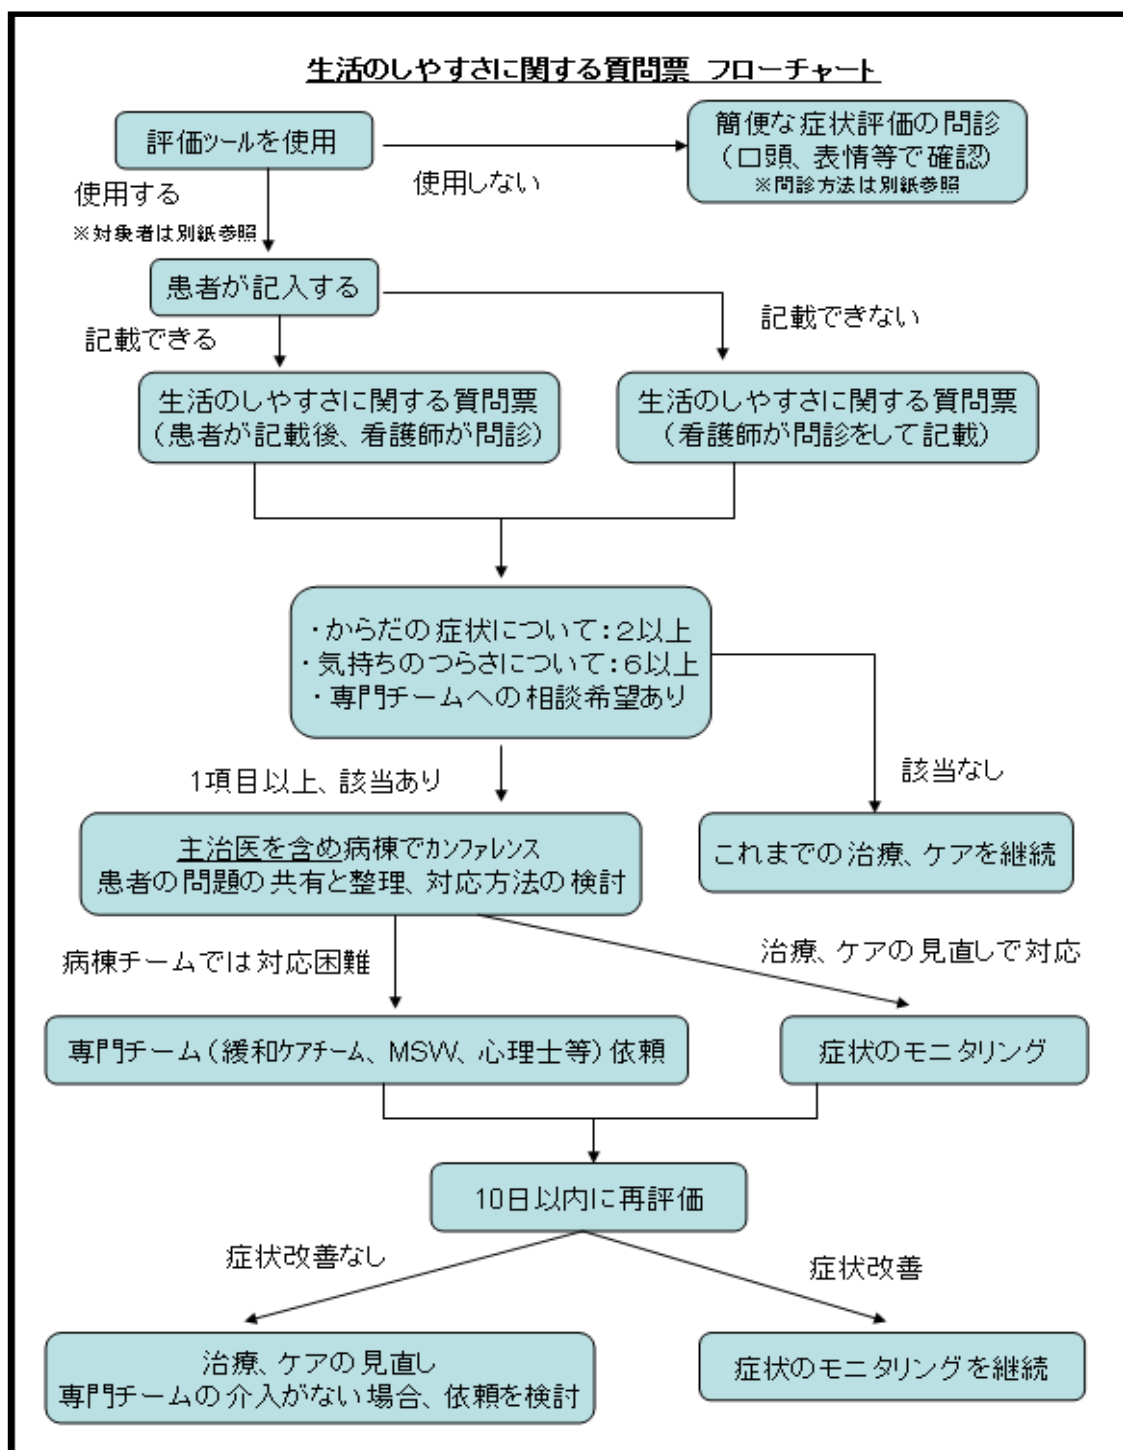 生活のしやすさに関する質問票 フローチャート
評価ツールを使用
簡便な症状評価の問診
(口頭、表情等で確認)
※問診方法は別紙参照
使用する
使用しない
※対象者は別紙参照
患者が記入する
記載できる
記載できない
生活のしやすさに関する質問票
(患者が記載後、看護師が問診)
生活のしやすさに関する質問票
(看護師が問診をして記載)
・からだの症状について:2以上
・気持ちのつらさについて:6以上
・専門チームへの相談希望あり
1項目以上、該当あり
該当なし
主治医を含め病棟でカンファレンス
患者の問題の共有と整理、対応方法の検討
これまでの治療、ケアを継続
病棟チームでは対応困難
治療、ケアの見直しで対応
専門チーム(緩和ケアチーム、MSW、心理士等)依頼
症状のモニタリング
10日以内に再評価
症状改善なし
症状改善
治療、ケアの見直し
専門チームの介入がない場合、依頼を検討
症状のモニタリングを継続